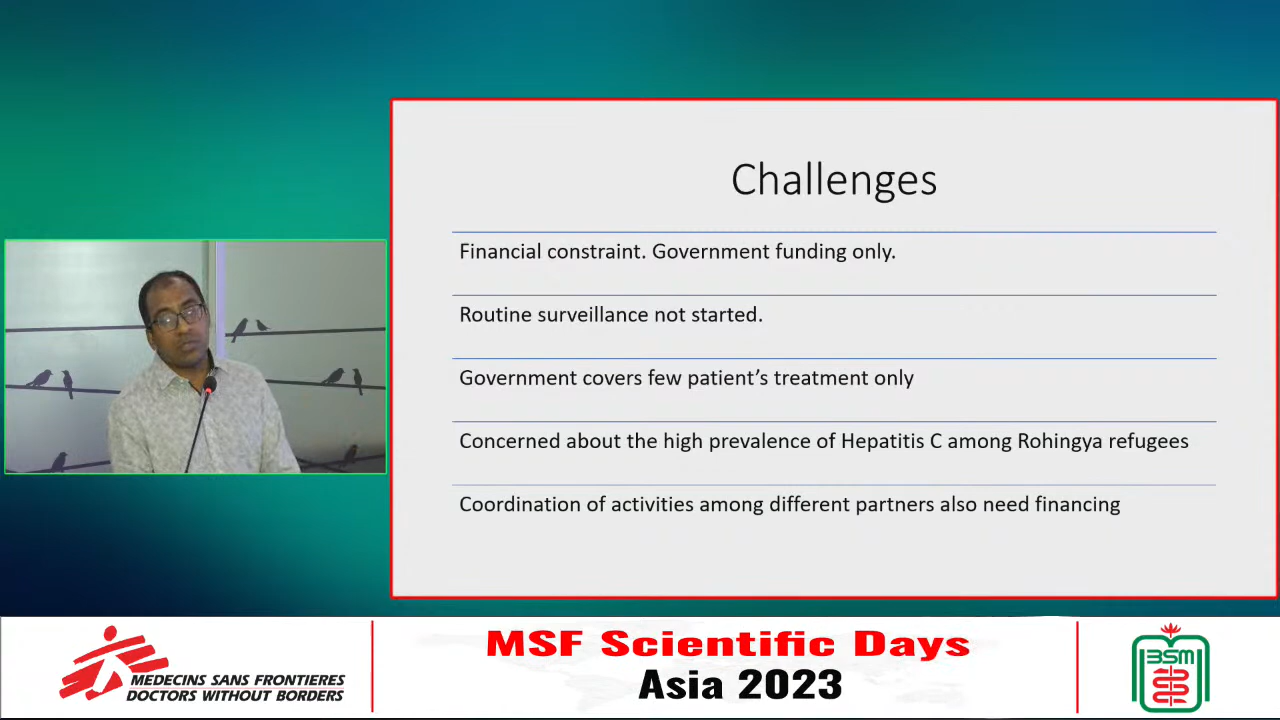 Challenges
Financial constraint. Government funding only.
Routine surveillance not started.
Government covers few patient's treatment only
Concerned about the high prevalence of Hepatitis C among Rohingya refugees
Coordination of activities among different partners also need financing
MEDECINS SANS FRONTIERES
DOCTORS WITHOUT BORDERS
MSF Scientific Days
Asia 2023
BSM